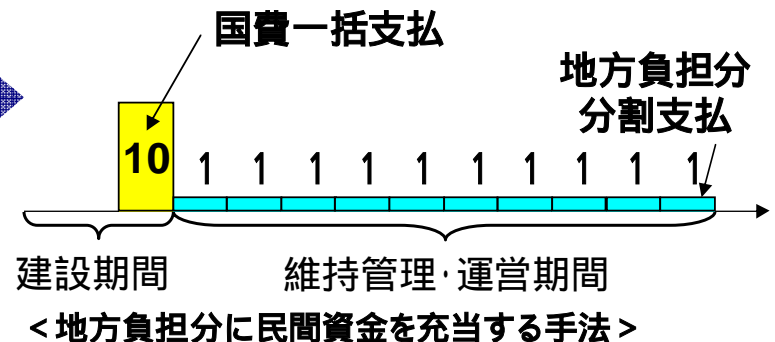 国費一括支払
地方負担分
分割支払
10 1 1 1 1 1 1 1 1 1 1
建設期間 維持管理・運営期間
<地方負担分に民間資金を充当する手法>